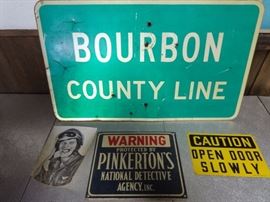 BOURBON
COUNTY LINE
WARNING
PROTECTED BY
PINKERTON'S
NATIONAL DETECTIVE
AGENCY, INC.
CAUTION
OPEN DOOR
SLOWLY